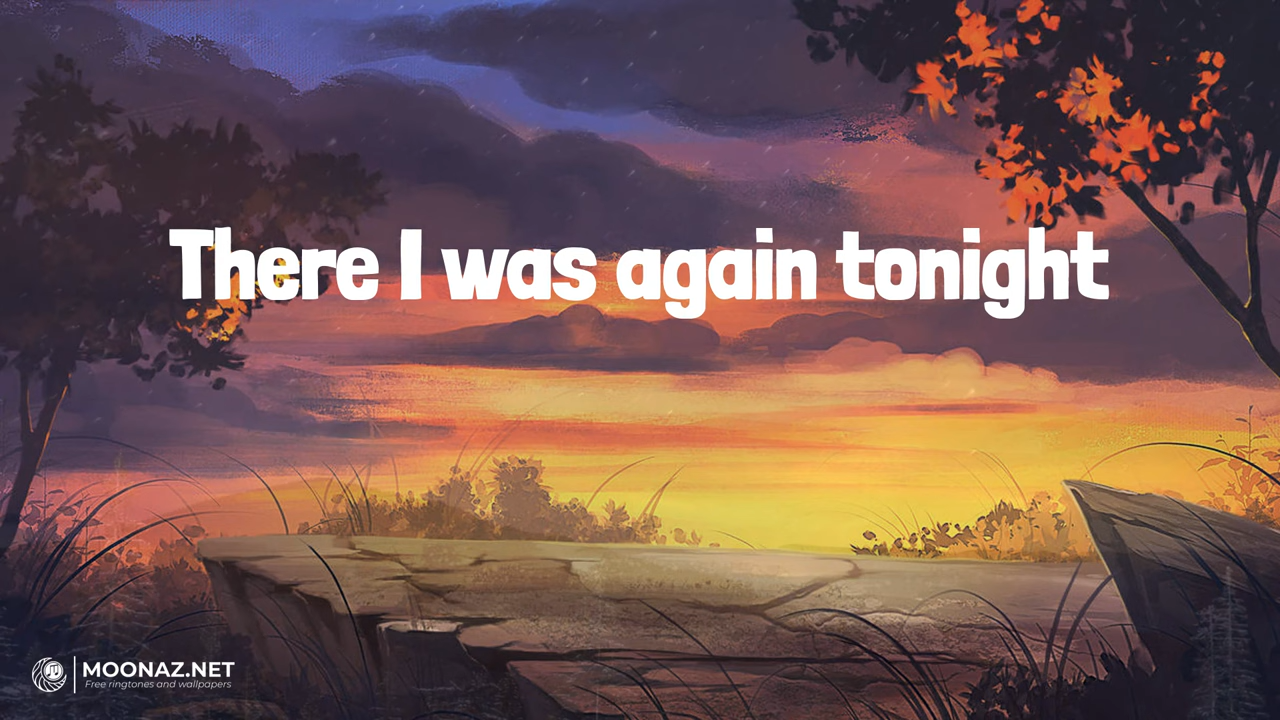 There I was again tonight
MOONAZ.NET
Free ringtones and wallpapers